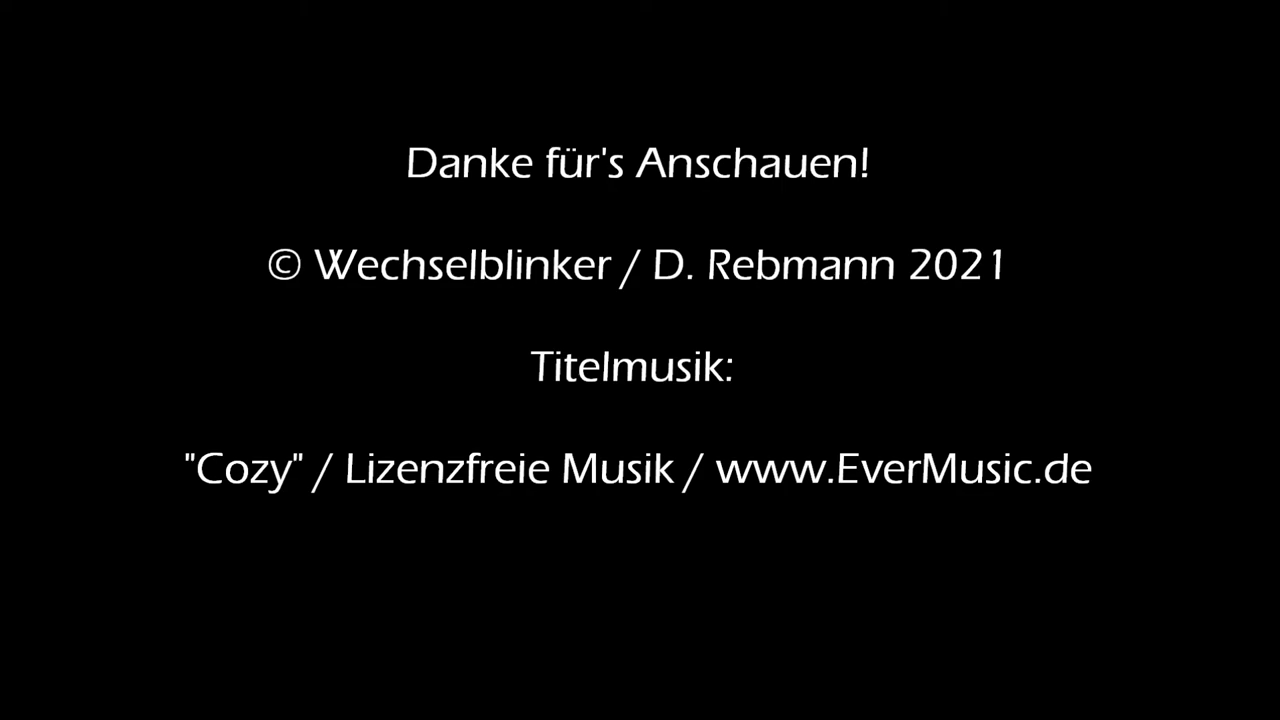 Danke für's Anschauen!
© Wechselblinker / D. Rebmann 2021
Titelmusik:
"Cozy" / Lizenzfreie Musik / www.EverMusic.de